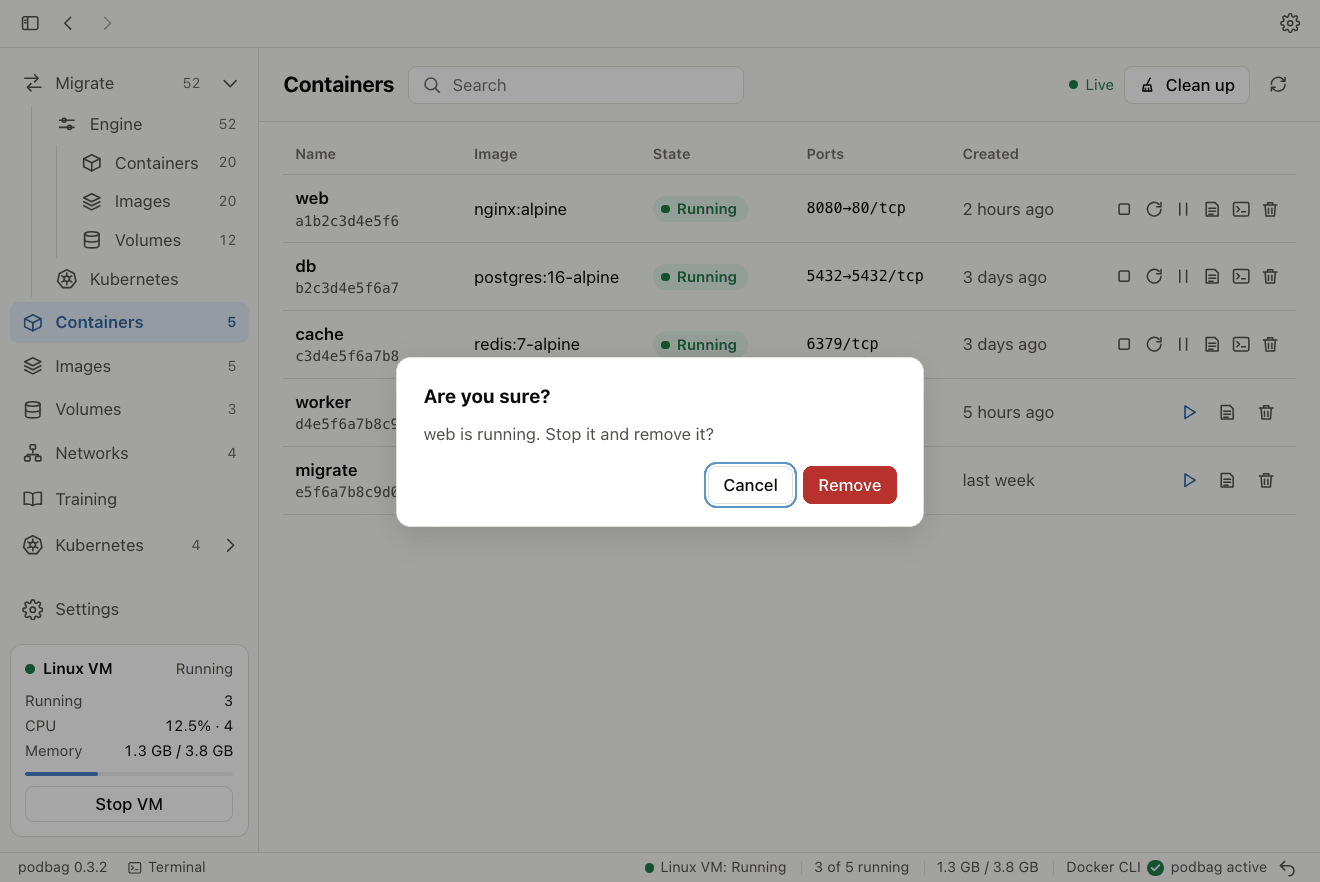 Migrate 52
Engine 52
Containers 20
Images 20
Volumes 12
Kubernetes
Containers 5
Images 5
Volumes 3
Networks 4
Training
Kubernetes 4
Settings
Linux VM Running
Running 3
CPU 12.5% · 4
Memory 1.3 GB / 3.8 GB
Stop VM
Containers Search Live Clean up
Name Image State Ports Created
web nginx:alpine Running 8080→80/tcp 2 hours ago
a1b2c3d4e5f6
db postgres:16-alpine Running 5432→5432/tcp 3 days ago
b2c3d4e5f6a7
cache redis:7-alpine Running 6379/tcp 3 days ago
c3d4e5f6a7b8
worker 5 hours ago
d4e5f6a7b8c9
migrate last week
e5f6a7b8c9d0
Are you sure?
web is running. Stop it and remove it?
Cancel Remove
podbag 0.3.2 Terminal Linux VM: Running 3 of 5 running 1.3 GB / 3.8 GB Docker CLI podbag active